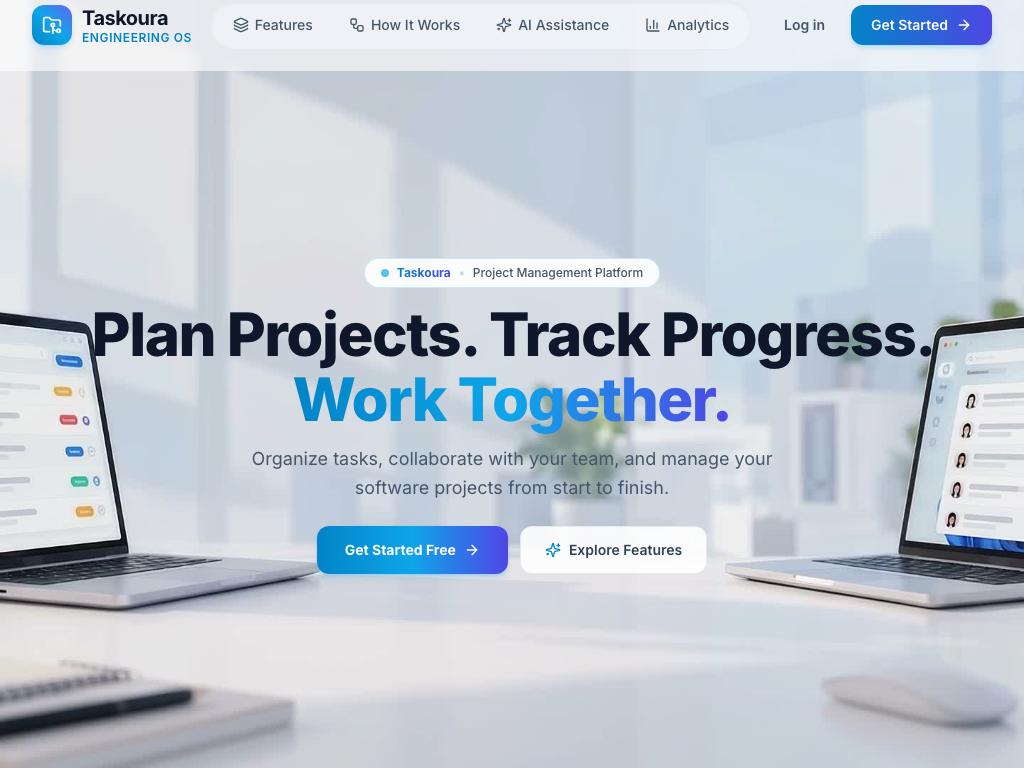 Taskoura
ENGINEERING OS
Features
How It Works
AI Assistance
Analytics
Log in
Get Started
Taskoura • Project Management Platform
Plan Projects. Track Progress.
Work Together.
Organize tasks, collaborate with your team, and manage your
software projects from start to finish.
Get Started Free
Explore Features